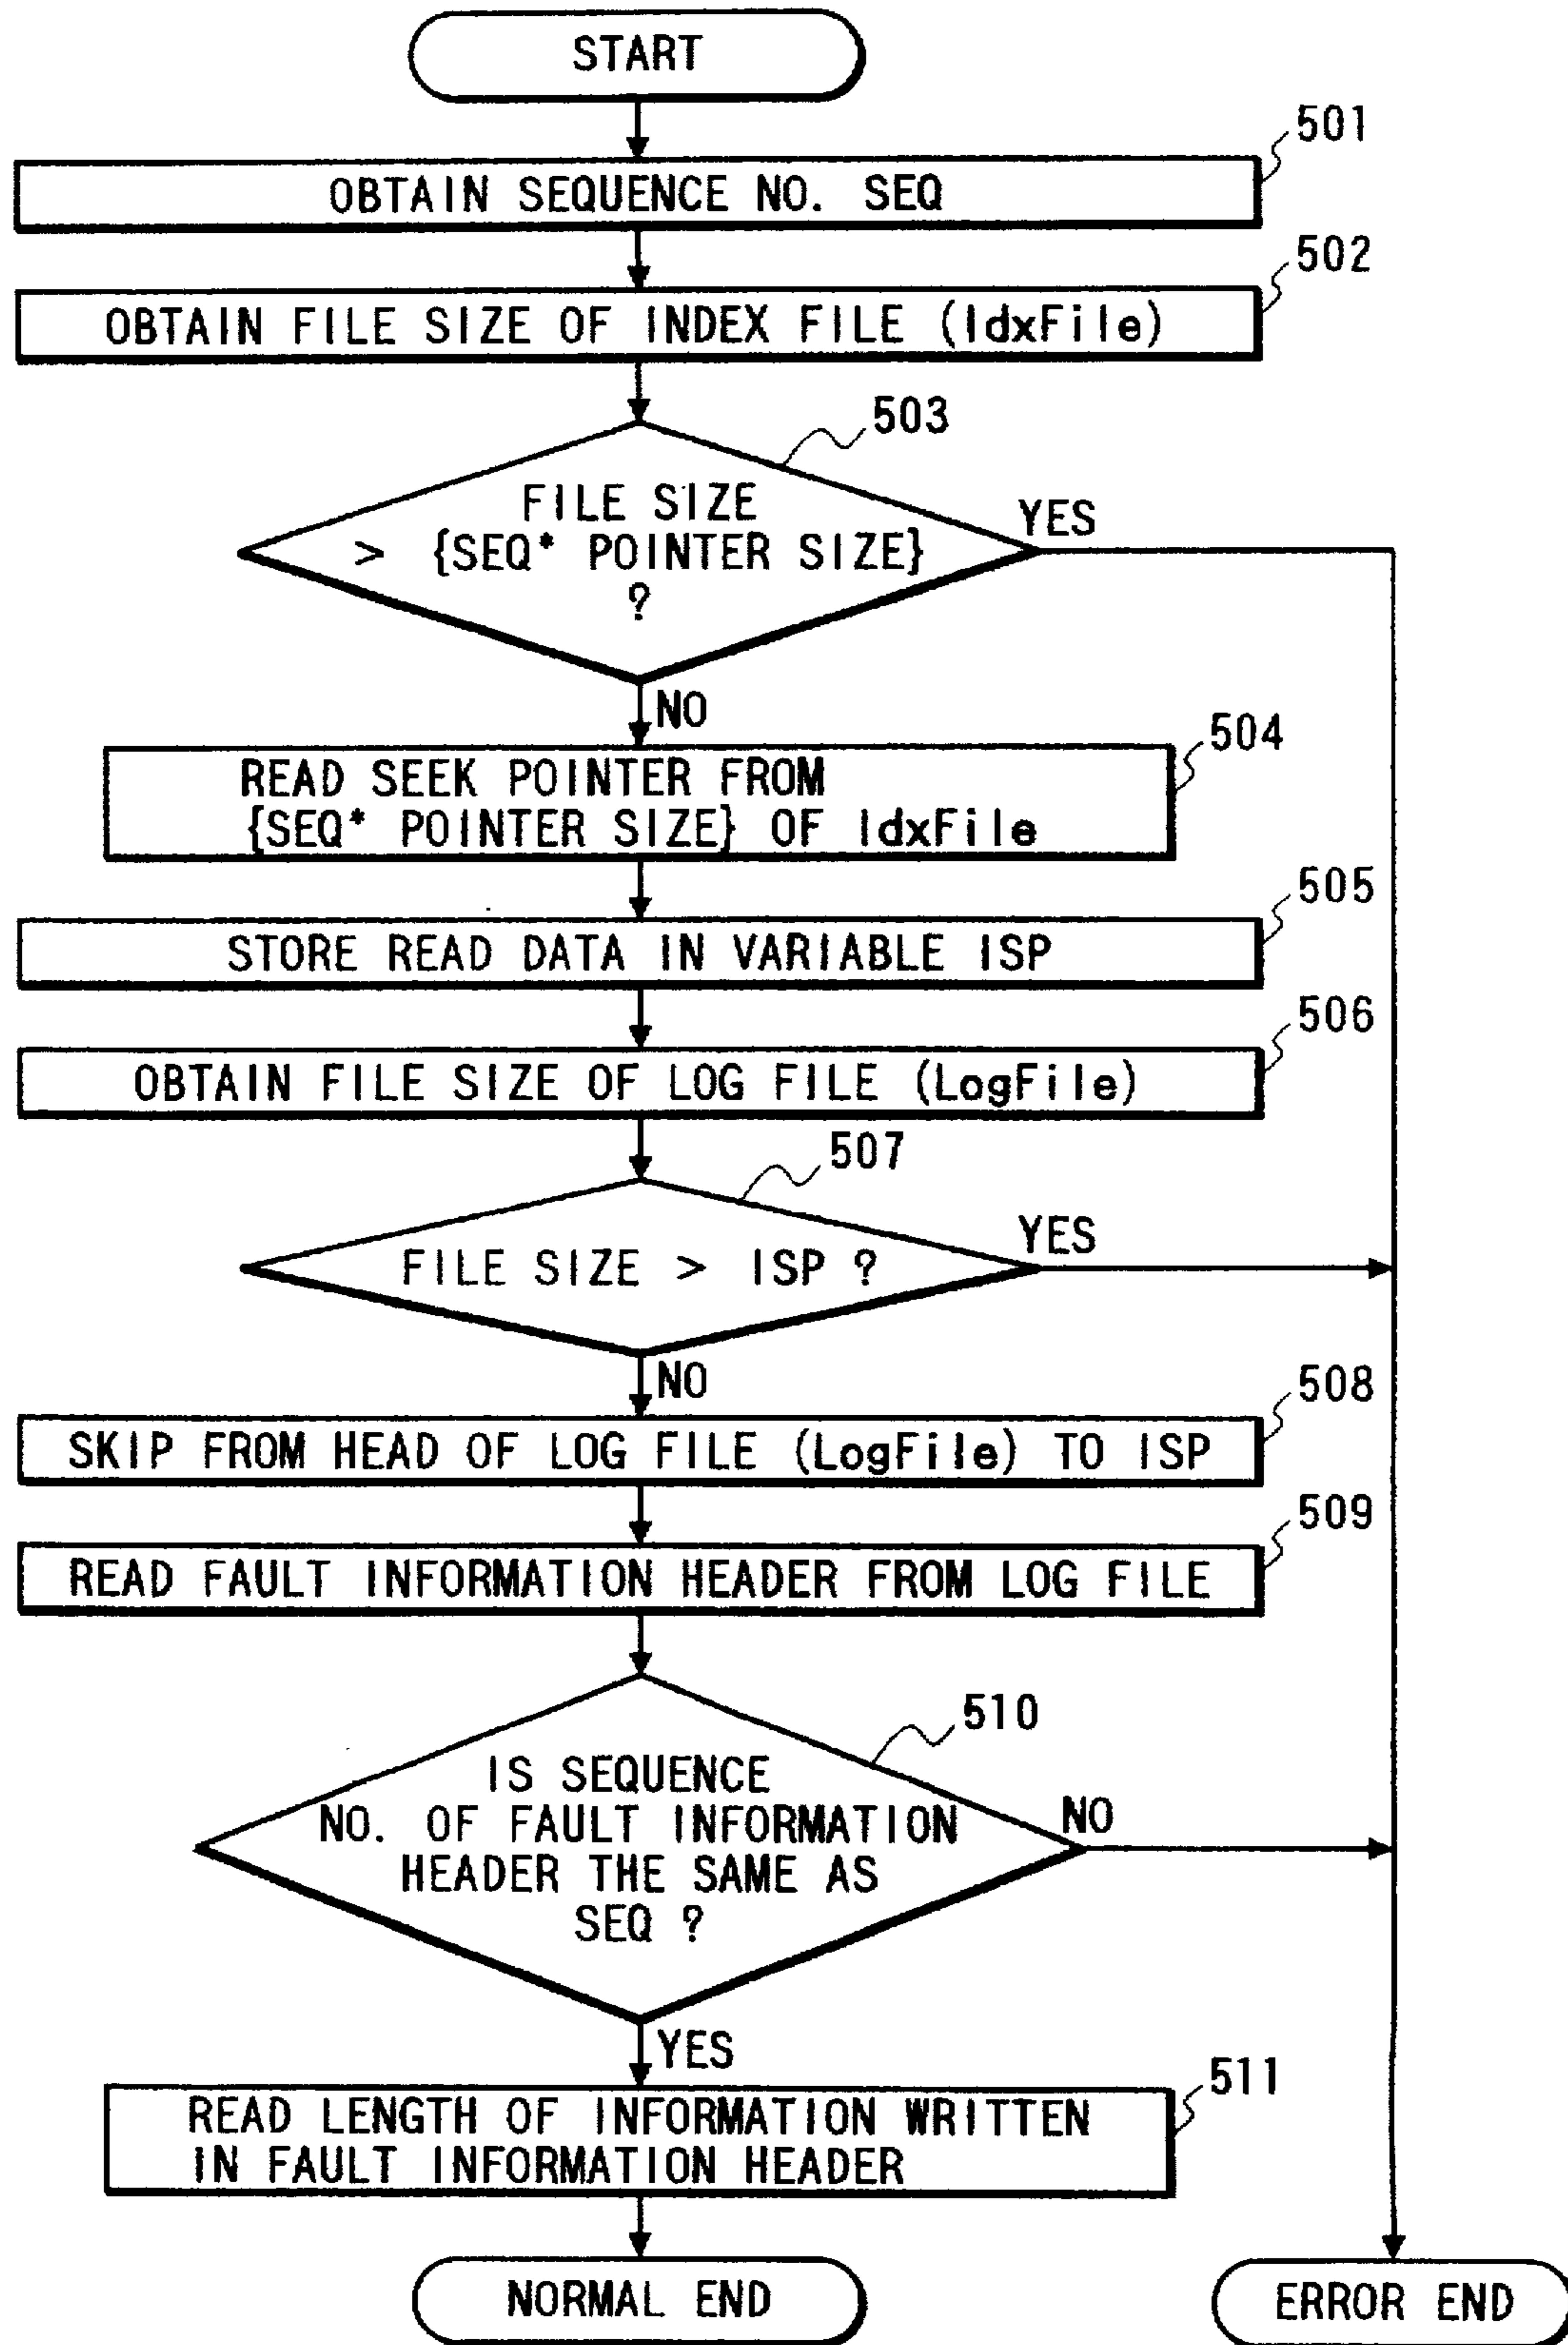 START
501
OBTAIN SEQUENCE NO. SEQ
502
OBTAIN FILE SIZE OF INDEX FILE (IdxFile)
503
FILE SIZE
> {SEQ* POINTER SIZE}
?
YES
NO
504
READ SEEK POINTER FROM
{SEQ* POINTER SIZE} OF IdxFile
505
STORE READ DATA IN VARIABLE ISP
506
OBTAIN FILE SIZE OF LOG FILE (LogFile)
507
FILE SIZE > ISP ?
YES
NO
508
SKIP FROM HEAD OF LOG FILE (LogFile) TO ISP
509
READ FAULT INFORMATION HEADER FROM LOG FILE
510
IS SEQUENCE
NO. OF FAULT INFORMATION
HEADER THE SAME AS
SEQ ?
NO
YES
511
READ LENGTH OF INFORMATION WRITTEN
IN FAULT INFORMATION HEADER
NORMAL END
ERROR END